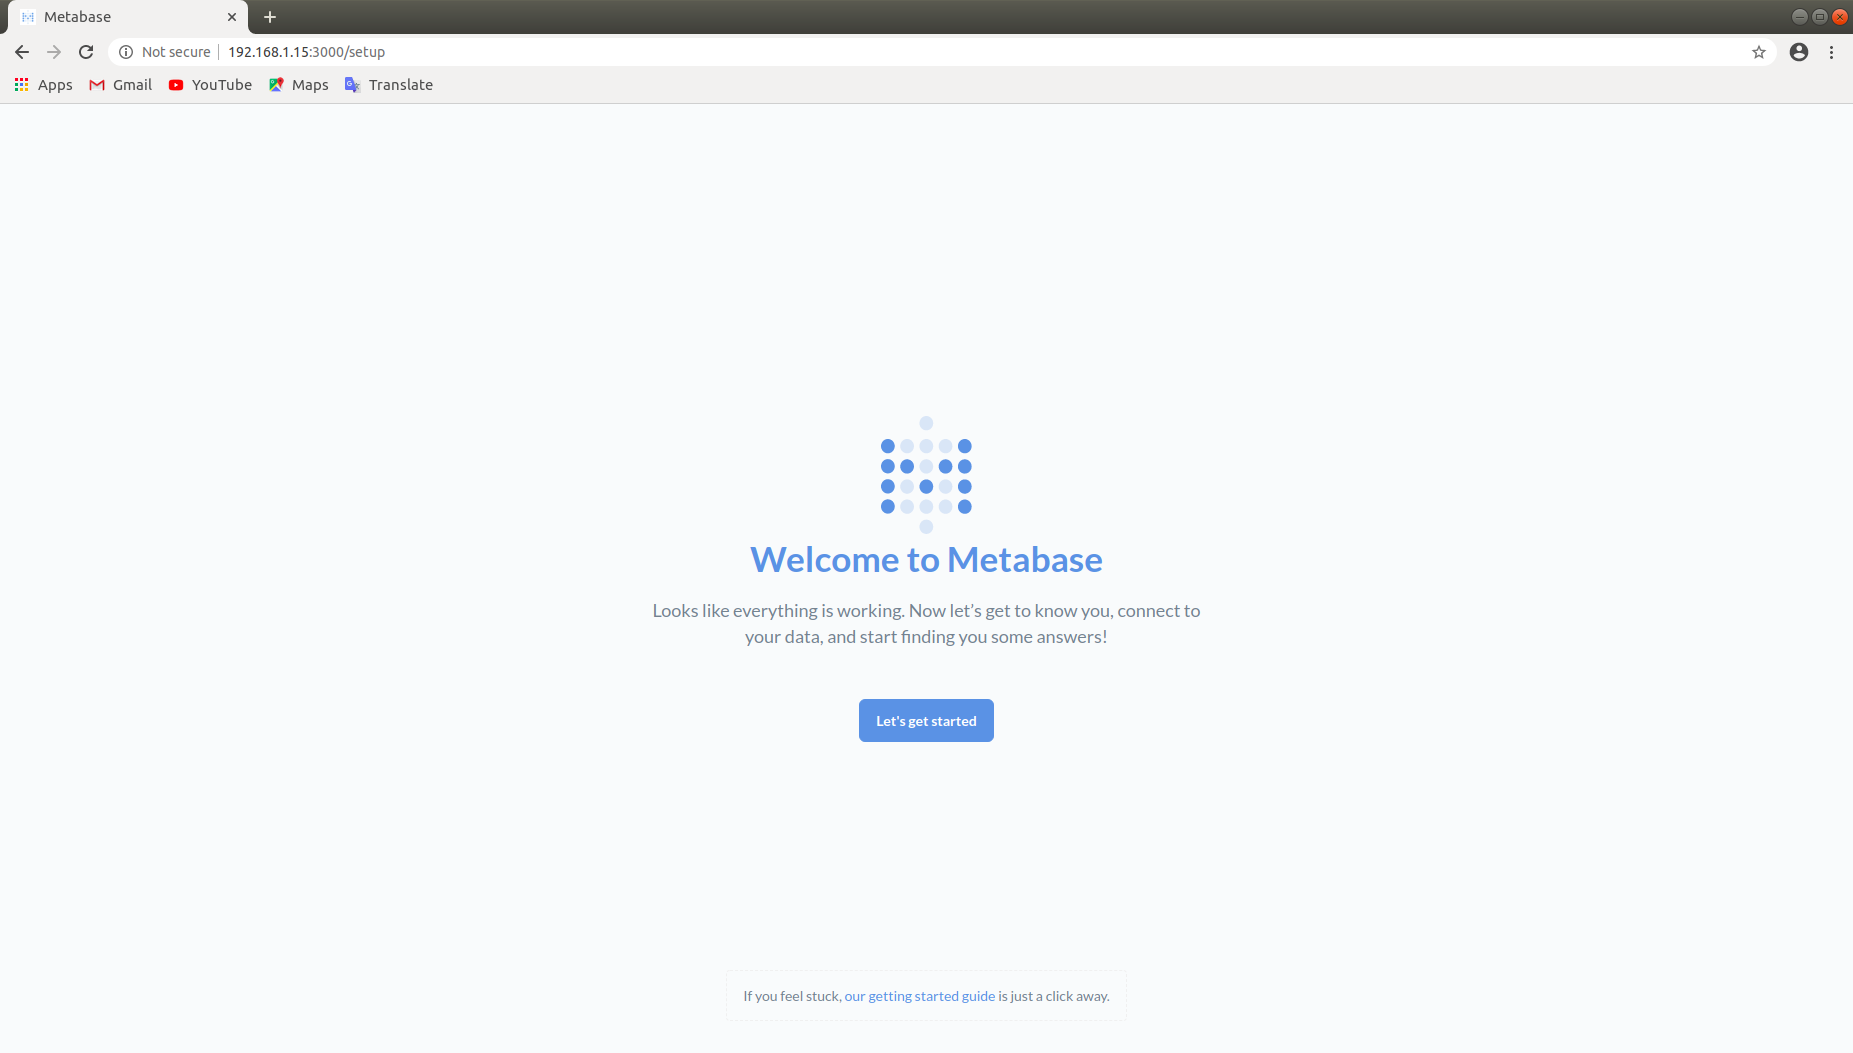 Metabase
Not secure 192.168.1.15:3000/setup
Apps Gmail YouTube Maps Translate
Welcome to Metabase
Looks like everything is working. Now let’s get to know you, connect to
your data, and start finding you some answers!
Let's get started
If you feel stuck, our getting started guide is just a click away.